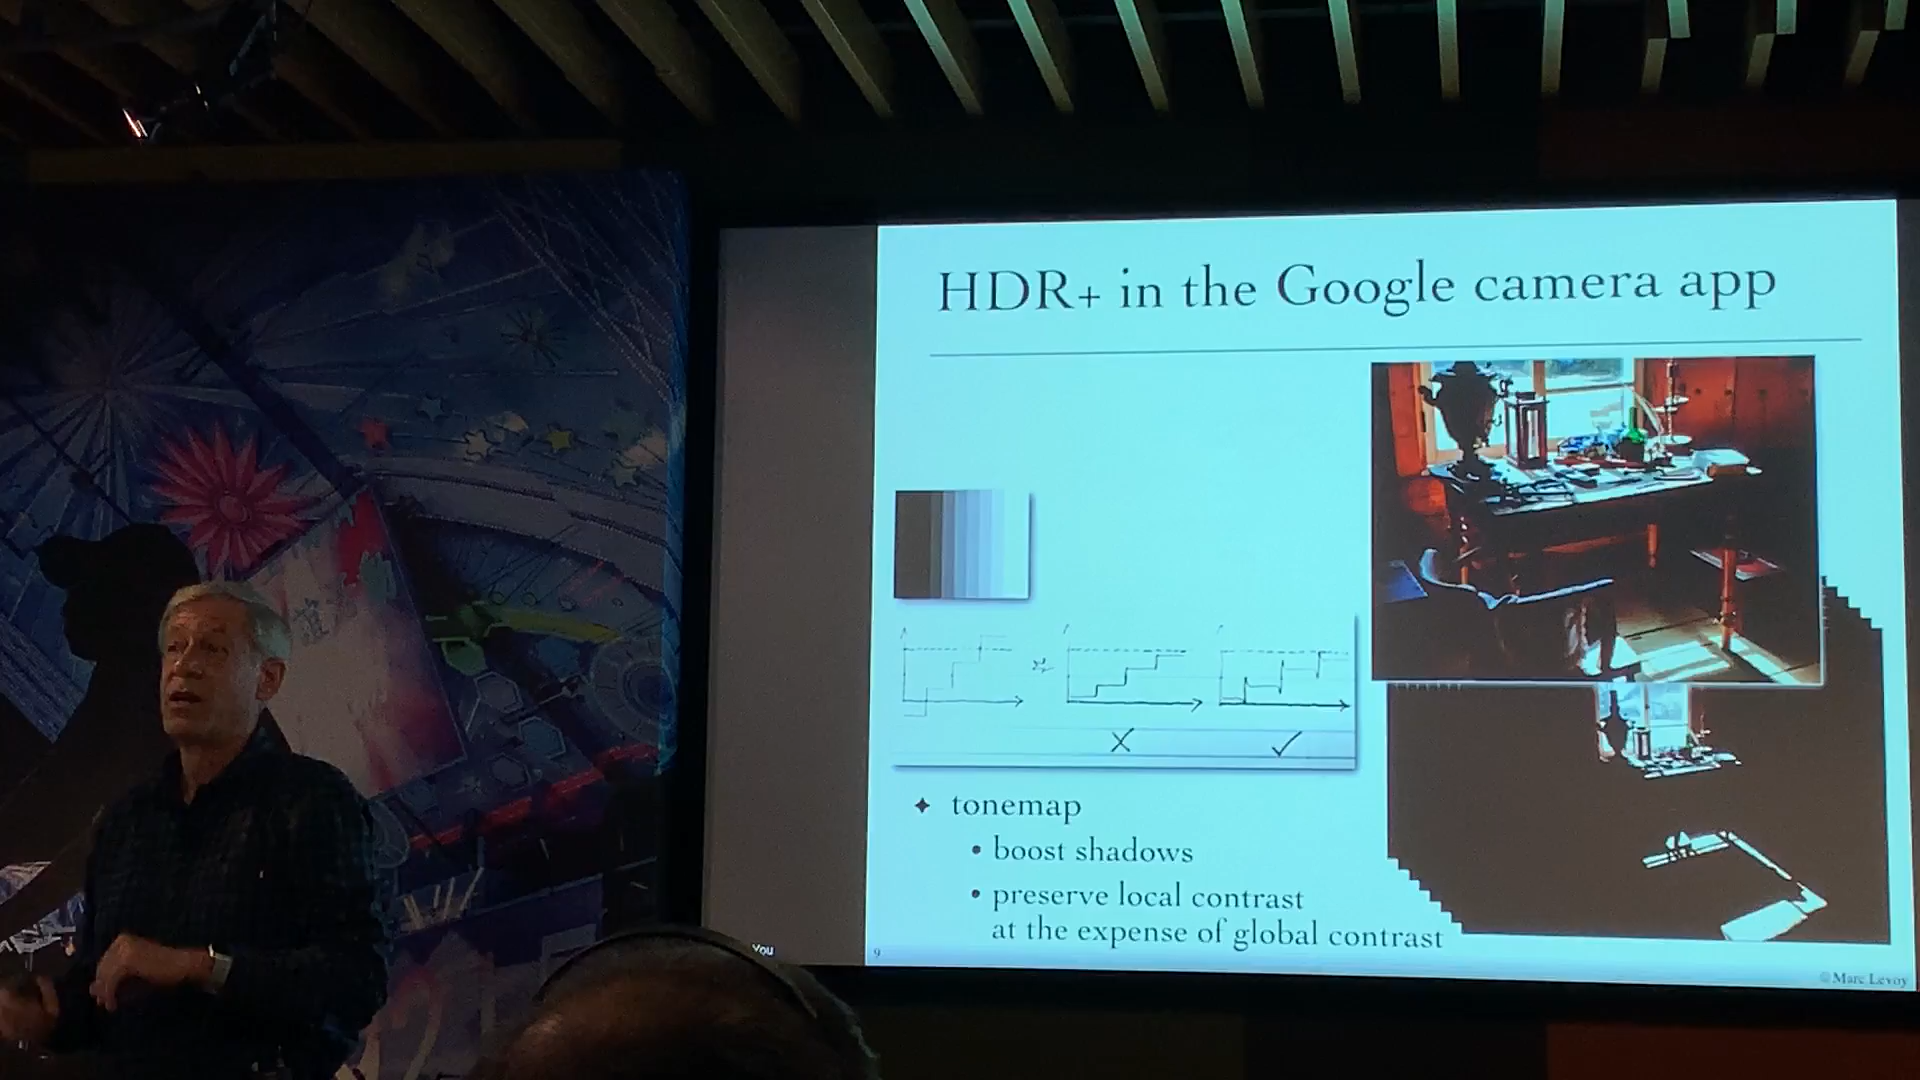 HDR+ in the Google camera app
✦ tonemap
• boost shadows
• preserve local contrast
at the expense of global contrast
You
9
©Marc Levoy